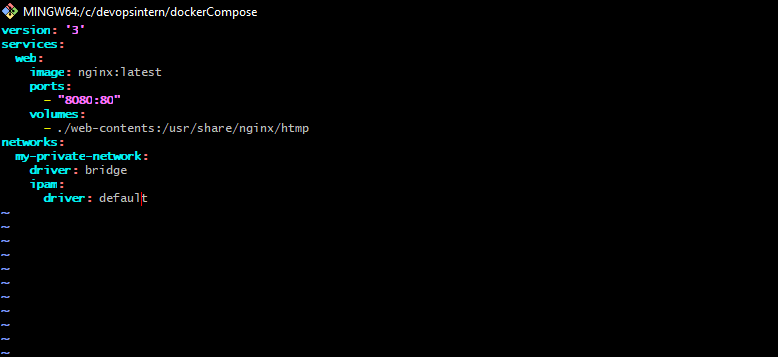 MINGW64:/c/devopsintern/dockerCompose
version: '3'
services:
  web:
    image: nginx:latest
    ports:
      - "8080:80"
    volumes:
      - ./web-contents:/usr/share/nginx/htmp
networks:
  my-private-network:
    driver: bridge
    ipam:
      driver: default
~
~
~
~
~
~
~
~
~
~
~